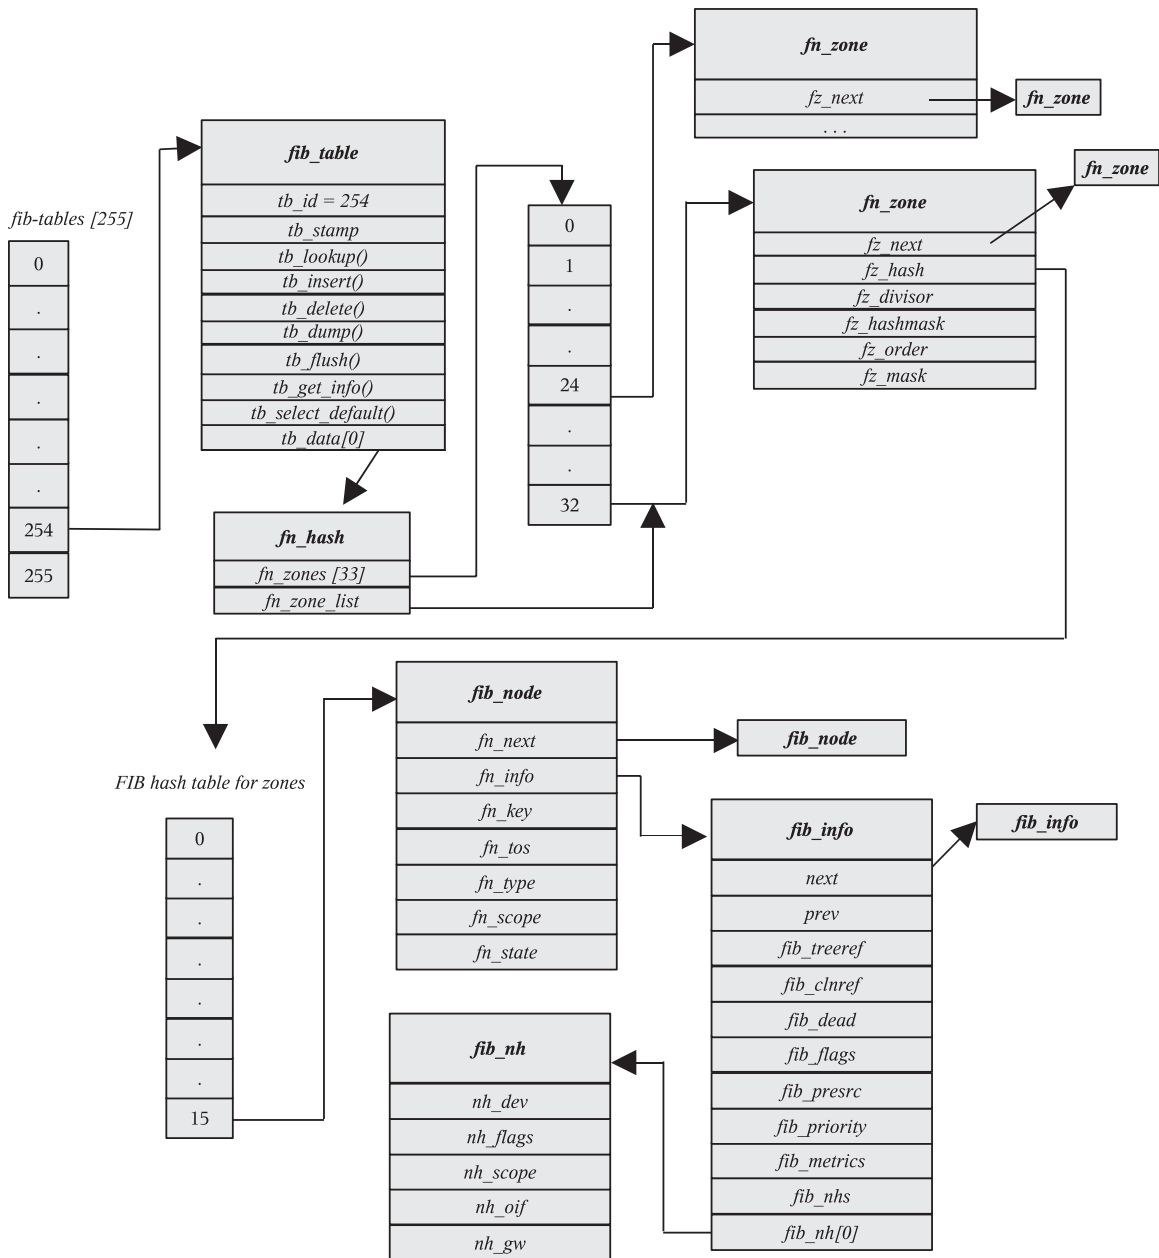 fn_zone
fz_next
fn_zone
. . .
fib_table
tb_id = 254
tb_stamp
tb_lookup()
tb_insert()
tb_delete()
tb_dump()
tb_flush()
tb_get_info()
tb_select_default()
tb_data[0]
fib-tables [255]
0
.
.
.
.
.
254
255
0
1
.
.
24
.
.
32
fn_zone
fn_zone
fz_next
fz_hash
fz_divisor
fz_hashmask
fz_order
fz_mask
fn_hash
fn_zones [33]
fn_zone_list
FIB hash table for zones
0
.
.
.
.
.
.
15
fib_node
fn_next
fn_info
fn_key
fn_tos
fn_type
fn_scope
fn_state
fib_node
fib_info
next
prev
fib_treeref
fib_clnref
fib_dead
fib_flags
fib_presrc
fib_priority
fib_metrics
fib_nhs
fib_nh[0]
fib_info
fib_nh
nh_dev
nh_flags
nh_scope
nh_oif
nh_gw